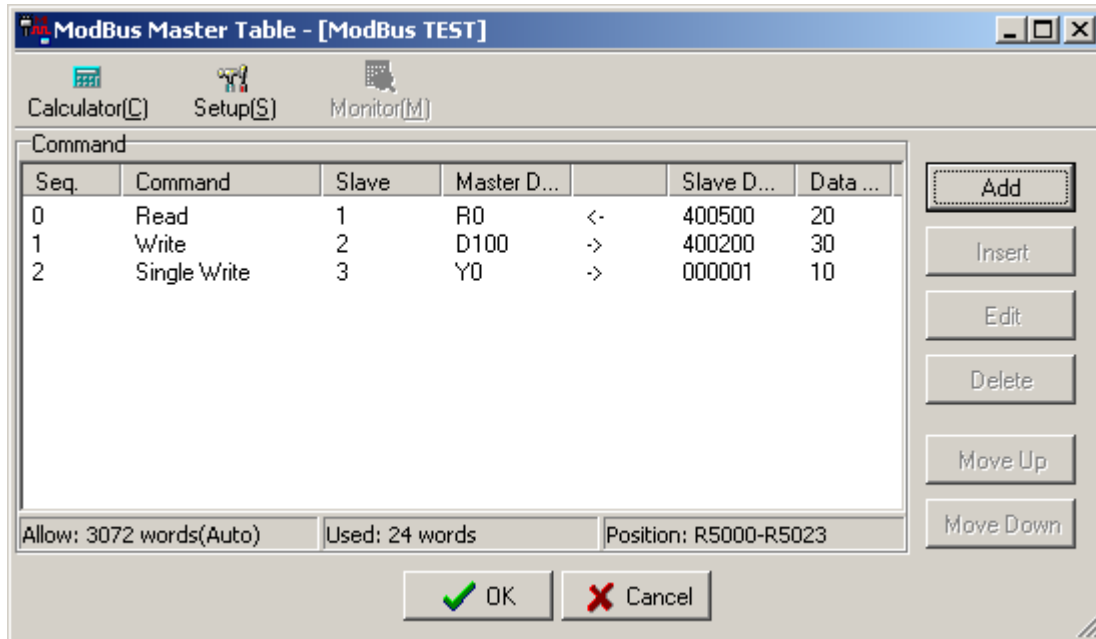 ModBus Master Table - [ModBus TEST]
Calculator(C) Setup(S) Monitor(M)
Command
Seq. Command Slave Master D... Slave D... Data ...
0 Read 1 R0 <- 400500 20
1 Write 2 D100 -> 400200 30
2 Single Write 3 Y0 -> 000001 10
Add
Insert
Edit
Delete
Move Up
Move Down
Allow: 3072 words(Auto) Used: 24 words Position: R5000-R5023
OK Cancel